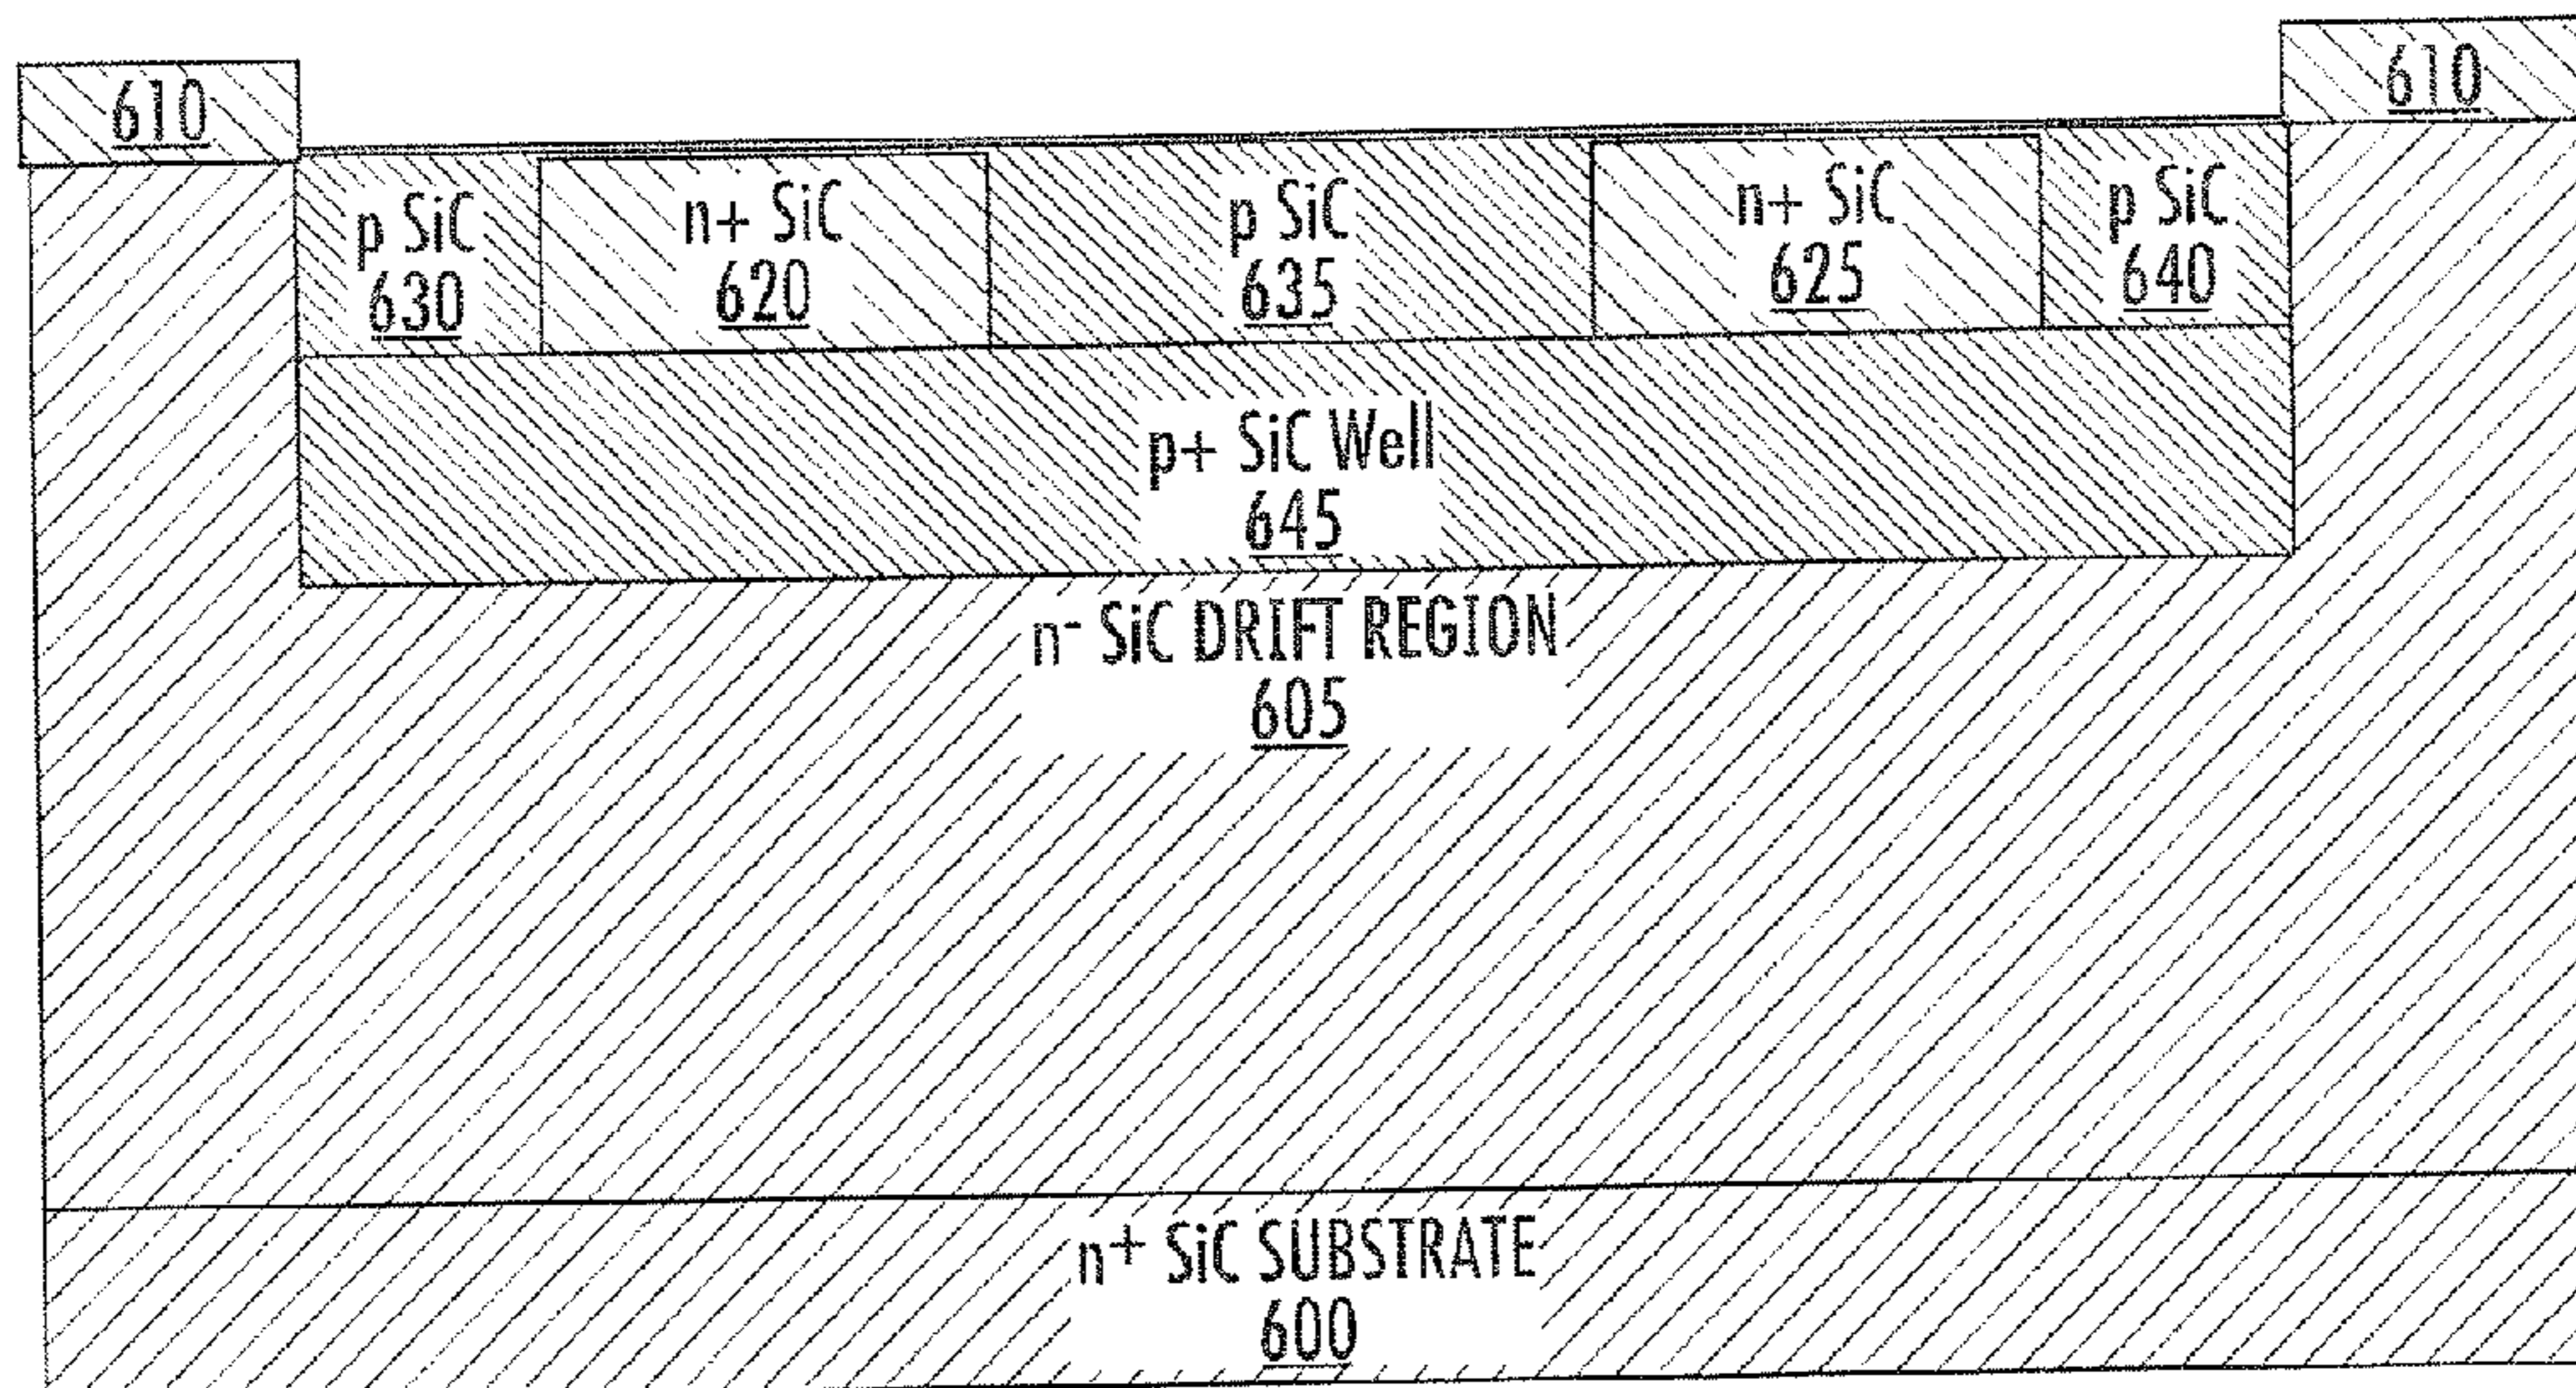 610
610
p SiC
630
n+ SiC
620
p SiC
635
n+ SiC
625
p SiC
640
p+ SiC Well
645
n- SiC DRIFT REGION
605
n+ SiC SUBSTRATE
600